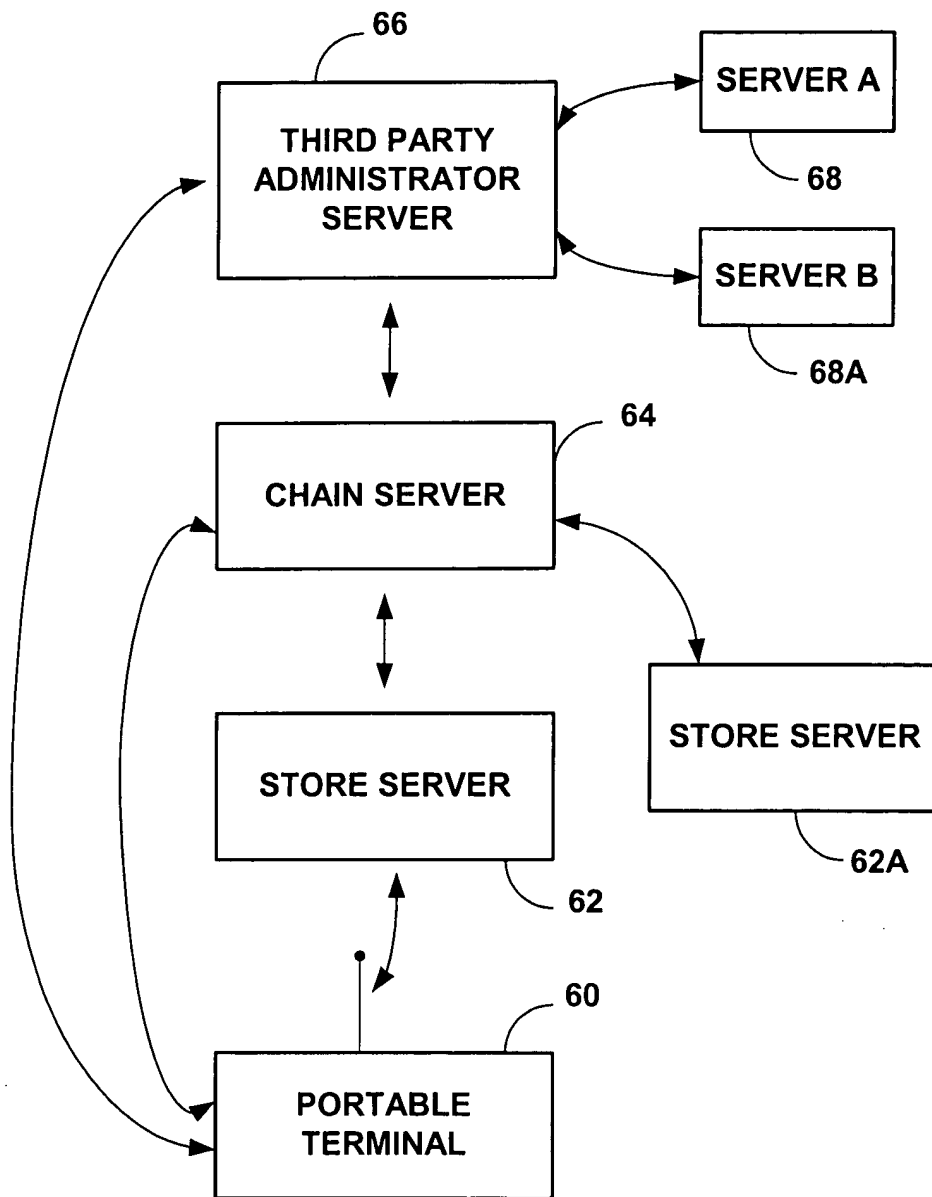 66
SERVER A
THIRD PARTY
ADMINISTRATOR
SERVER
68
SERVER B
68A
64
CHAIN SERVER
STORE SERVER
STORE SERVER
62A
62
60
PORTABLE
TERMINAL